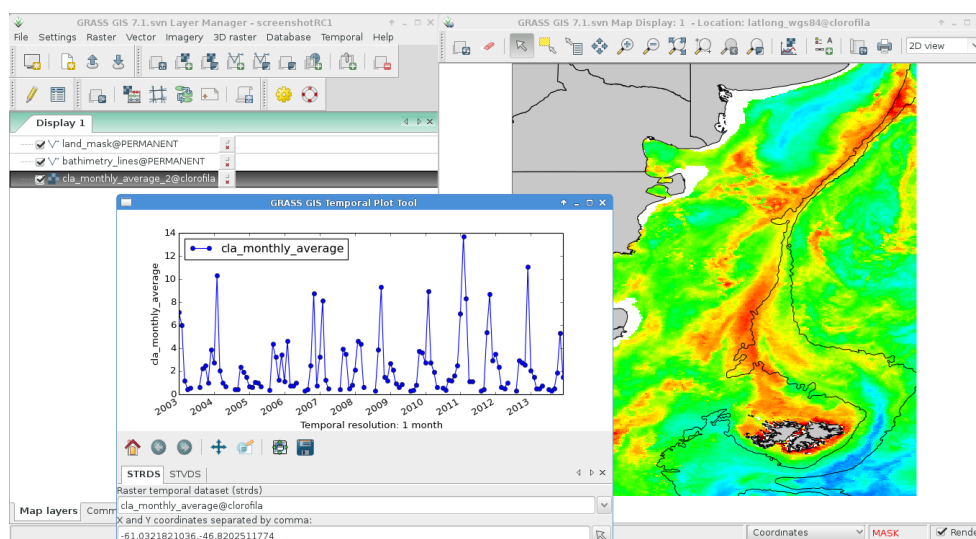 GRASS GIS 7.1.svn Layer Manager - screenshotRC1
File Settings Raster Vector Imagery 3D raster Database Temporal Help
Display 1
land_mask@PERMANENT
bathimetry_lines@PERMANENT
cla_monthly_average_2@clorofila
GRASS GIS 7.1.svn Map Display: 1 - Location: latlong_wgs84@clorofila
2D view
GRASS GIS Temporal Plot Tool
cla_monthly_average
cla_monthly_average
14
12
10
8
6
4
2
0
2003 2004 2005 2006 2007 2008 2009 2010 2011 2012 2013
Temporal resolution: 1 month
STRDS STVDS
Raster temporal dataset (strds)
cla_monthly_average@clorofila
X and Y coordinates separated by comma:
-61.0321821036,-46.8202511774
Map layers Comm
Coordinates MASK Rende